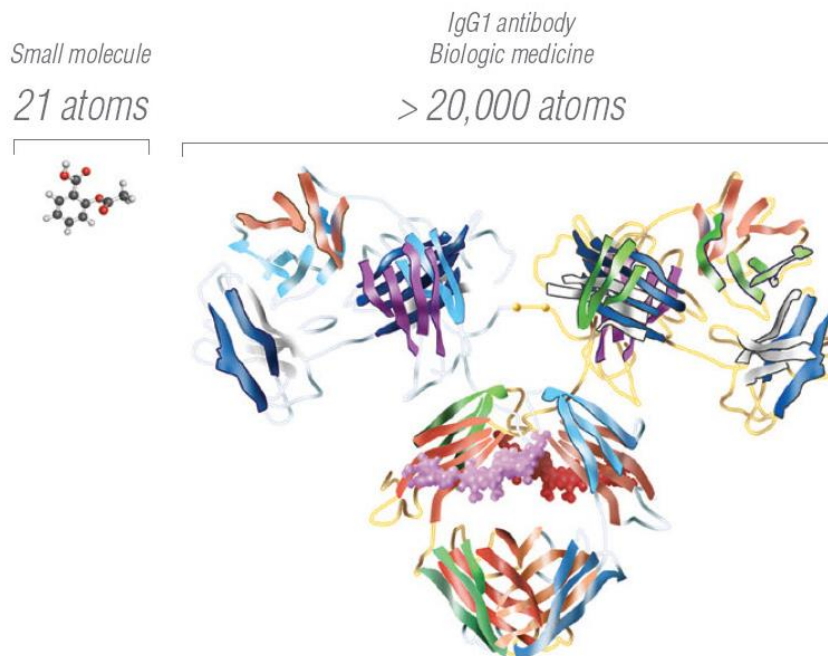 Small molecule
21 atoms
IgG1 antibody
Biologic medicine
> 20,000 atoms